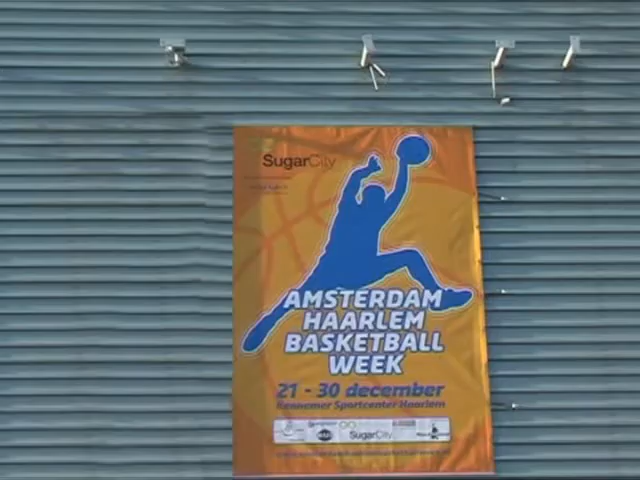 SugarCity
AMSTERDAM
HAARLEM
BASKETBALL
WEEK
21 - 30 december
Kennemer Sportcenter Haarlem
SugarCity